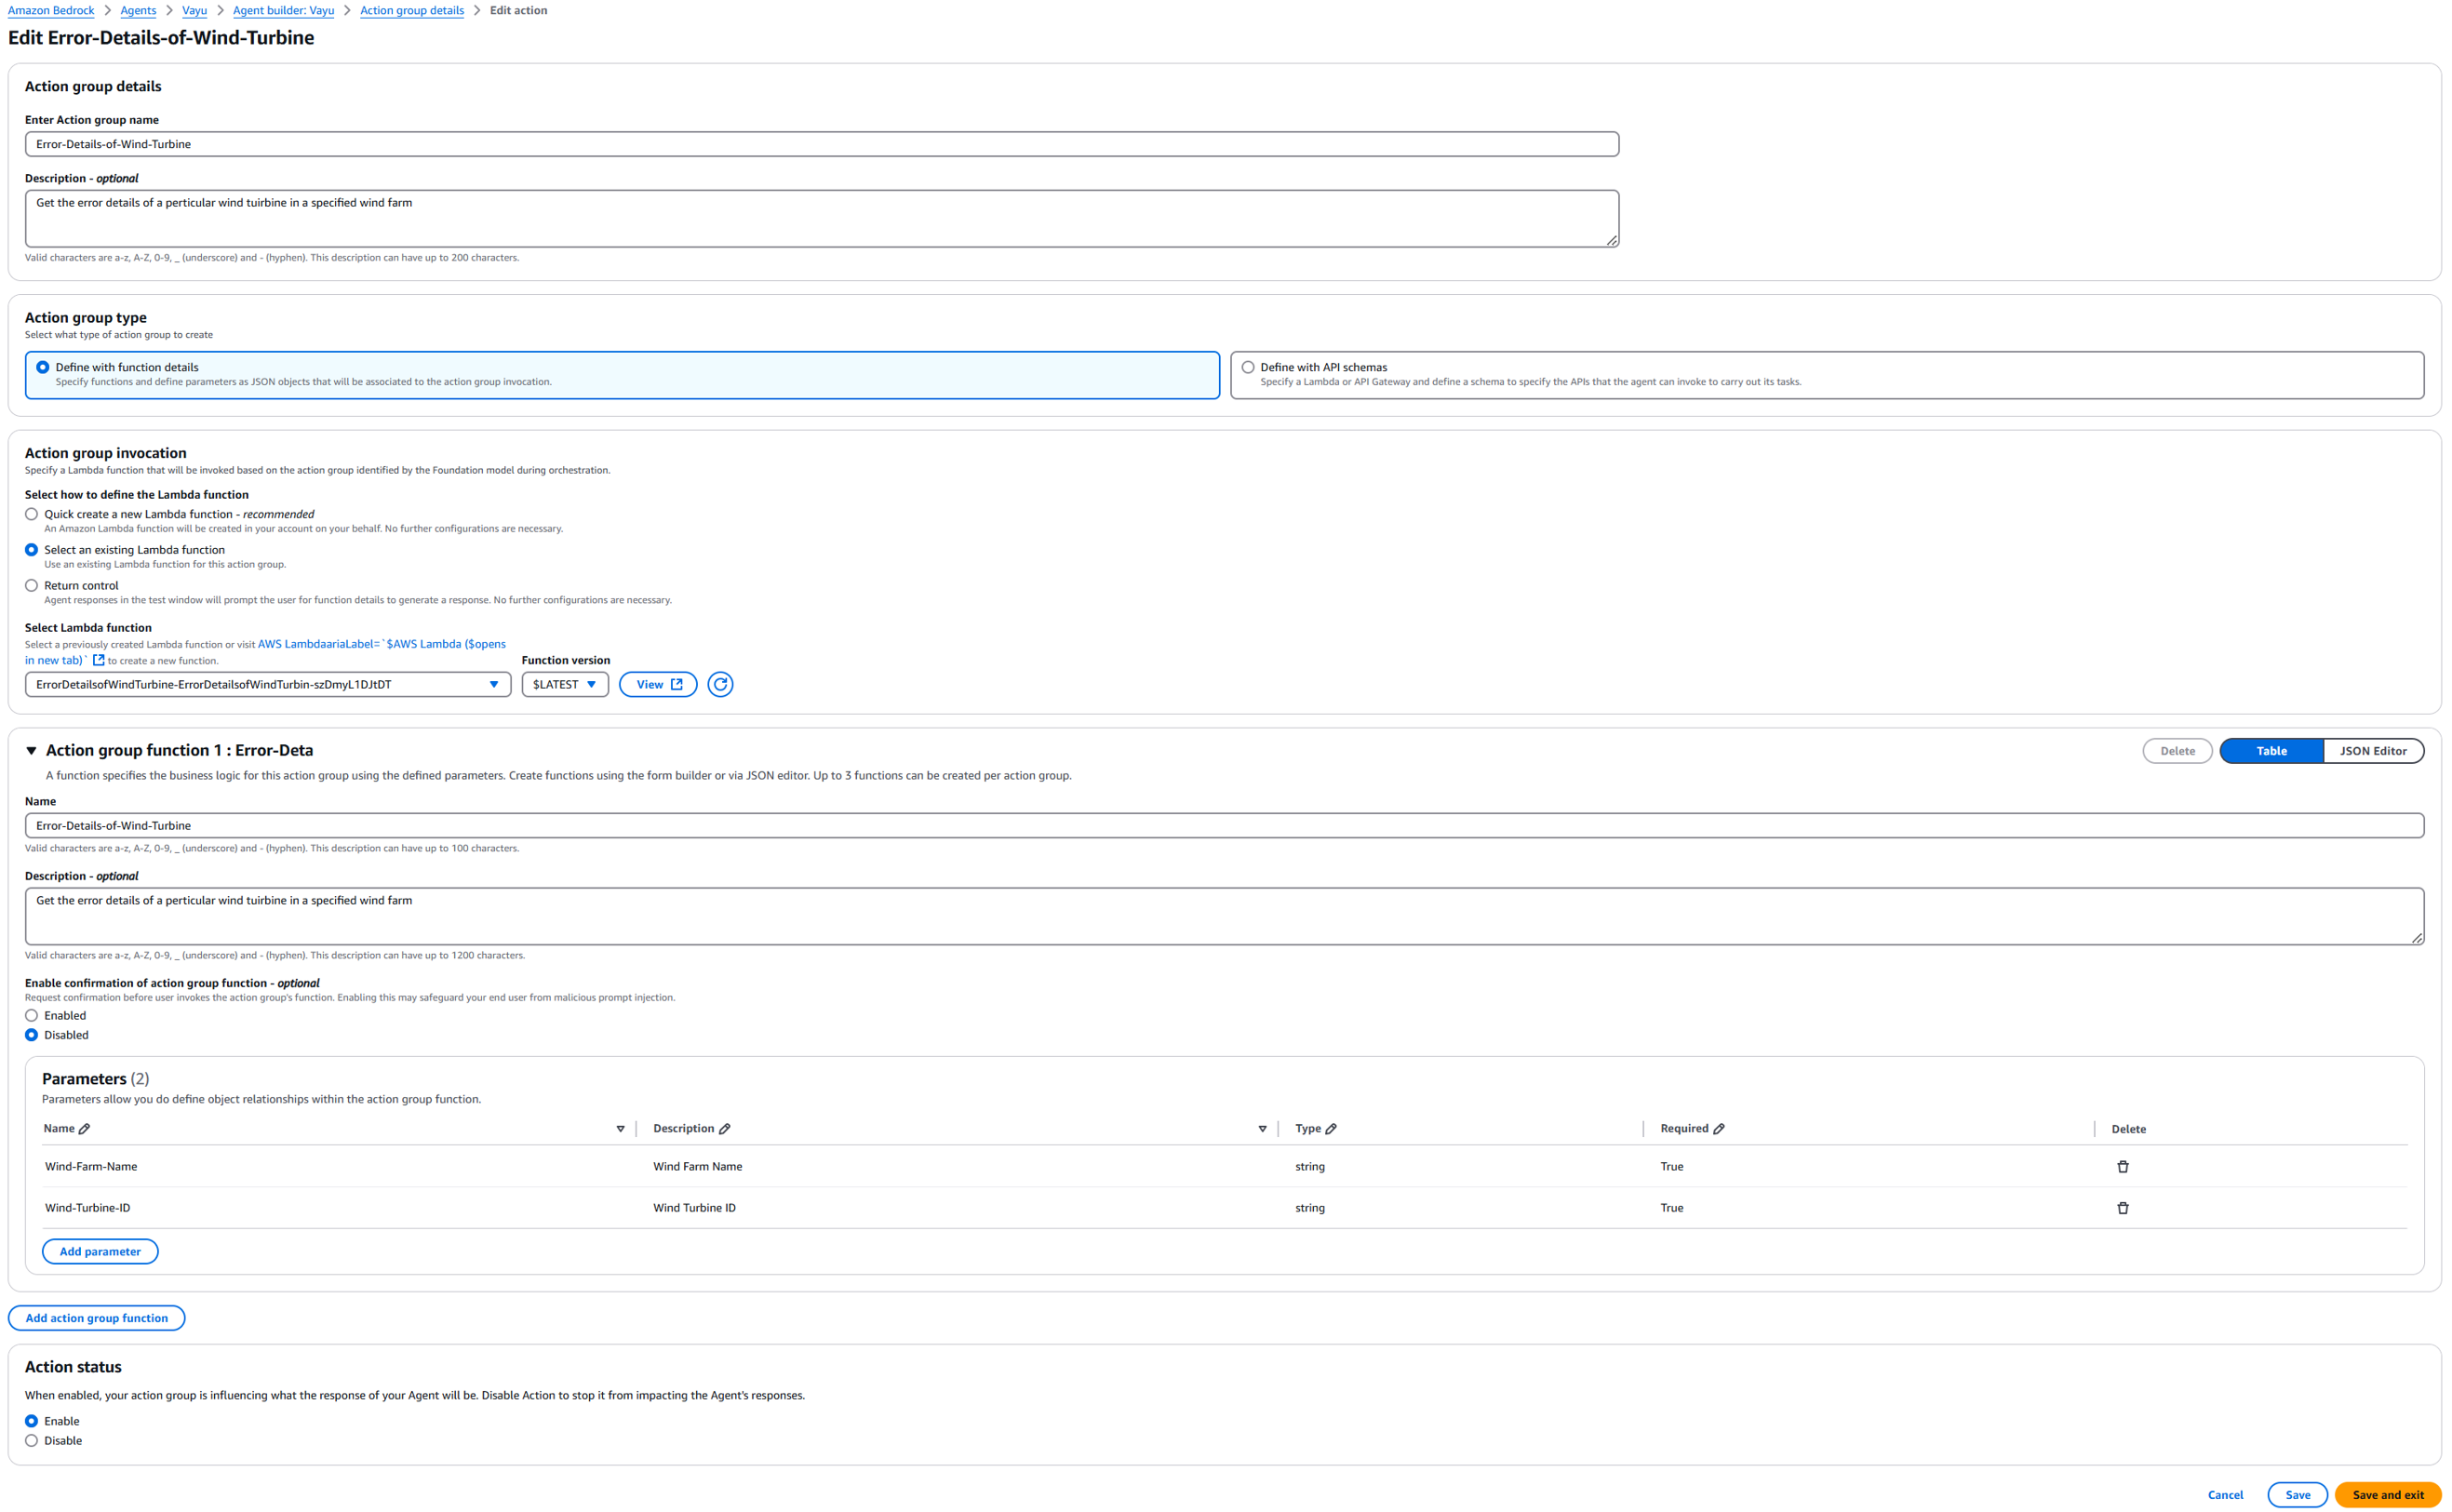 Amazon Bedrock > Agents > Vayu > Agent builder: Vayu > Action group details > Edit action
Edit Error-Details-of-Wind-Turbine
Action group details
Enter Action group name
Error-Details-of-Wind-Turbine
Description - optional
Get the error details of a perticular wind tuirbine in a specified wind farm
Valid characters are a-z, A-Z, 0-9, _ (underscore) and - (hyphen). This description can have up to 200 characters.
Action group type
Select what type of action group to create
Define with function details
Specify functions and define parameters as JSON objects that will be associated to the action group invocation.
Define with API schemas
Specify a Lambda or API Gateway and define a schema to specify the APIs that the agent can invoke to carry out its tasks.
Action group invocation
Specify a Lambda function that will be invoked based on the action group identified by the Foundation model during orchestration.
Select how to define the Lambda function
Quick create a new Lambda function - recommended
An Amazon Lambda function will be created in your account on your behalf. No further configurations are necessary.
Select an existing Lambda function
Use an existing Lambda function for this action group.
Return control
Agent responses in the test window will prompt the user for function details to generate a response. No further configurations are necessary.
Select Lambda function
Select a previously created Lambda function or visit AWS LambdaariaLabel=`$AWS Lambda ($opens
in new tab)` to create a new function.
Function version
ErrorDetailsofWindTurbine-ErrorDetailsofWindTurbin-szDmyL1DJtDT
$LATEST
View
Action group function 1 : Error-Deta
Delete
Table
JSON Editor
A function specifies the business logic for this action group using the defined parameters. Create functions using the form builder or via JSON editor. Up to 3 functions can be created per action group.
Name
Error-Details-of-Wind-Turbine
Valid characters are a-z, A-Z, 0-9, _ (underscore) and - (hyphen). This description can have up to 100 characters.
Description - optional
Get the error details of a perticular wind tuirbine in a specified wind farm
Valid characters are a-z, A-Z, 0-9, _ (underscore) and - (hyphen). This description can have up to 1200 characters.
Enable confirmation of action group function - optional
Request confirmation before user invokes the action group's function. Enabling this may safeguard your end user from malicious prompt injection.
Enabled
Disabled
Parameters (2)
Parameters allow you do define object relationships within the action group function.
Name Description Type Required Delete
Wind-Farm-Name Wind Farm Name string True
Wind-Turbine-ID Wind Turbine ID string True
Add parameter
Add action group function
Action status
When enabled, your action group is influencing what the response of your Agent will be. Disable Action to stop it from impacting the Agent's responses.
Enable
Disable
Cancel
Save
Save and exit